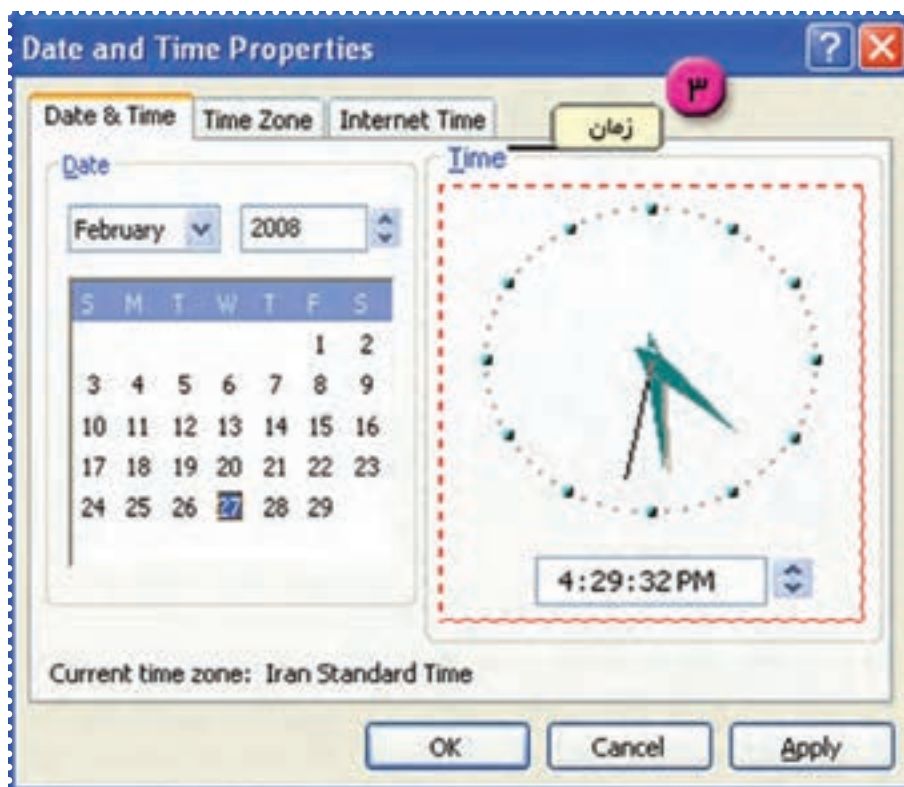 Date and Time Properties
۳
Date & Time Time Zone Internet Time
زمان
Date
Time
February 2008
S M T W T F S
1 2
3 4 5 6 7 8 9
10 11 12 13 14 15 16
17 18 19 20 21 22 23
24 25 26 27 28 29
4:29:32 PM
Current time zone: Iran Standard Time
OK Cancel Apply